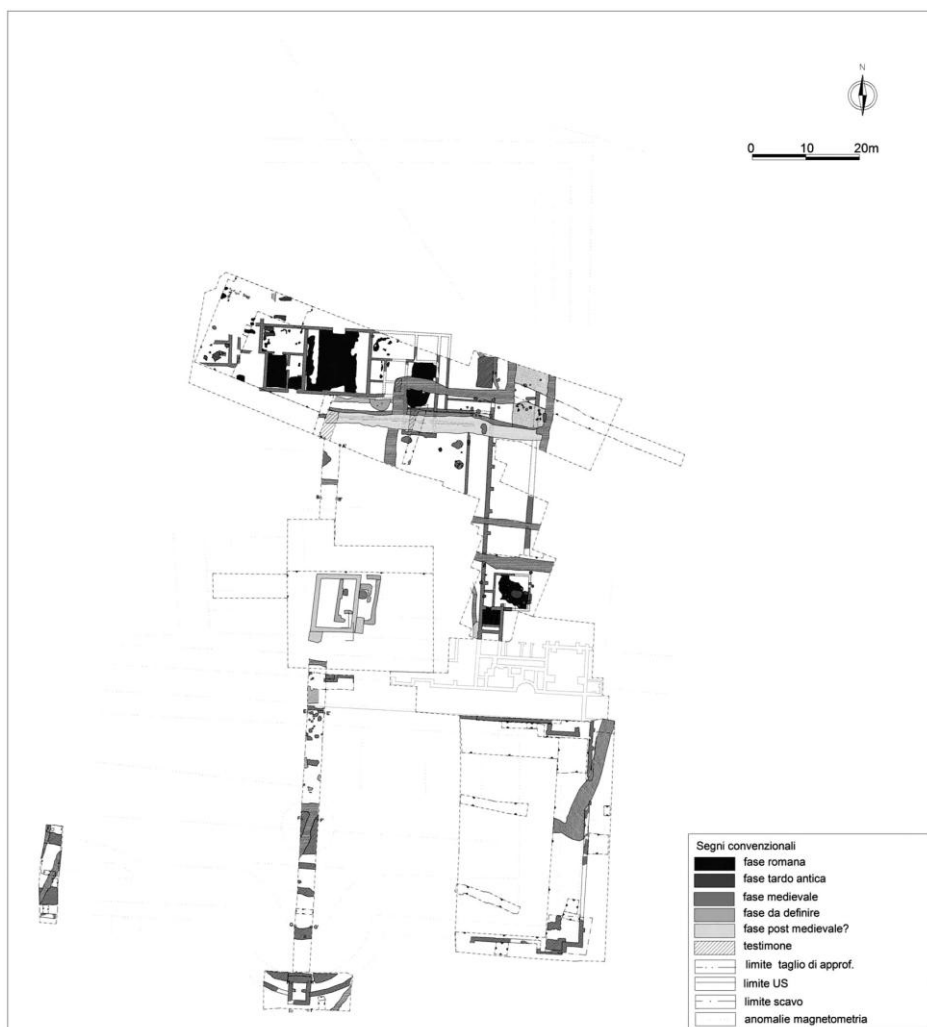 N
0 10 20m
Segni convenzionali
fase romana
fase tardo antica
fase medievale
fase da definire
fase post medievale?
testimone
limite taglio di approf.
limite US
limite scavo
anomalie magnetometria